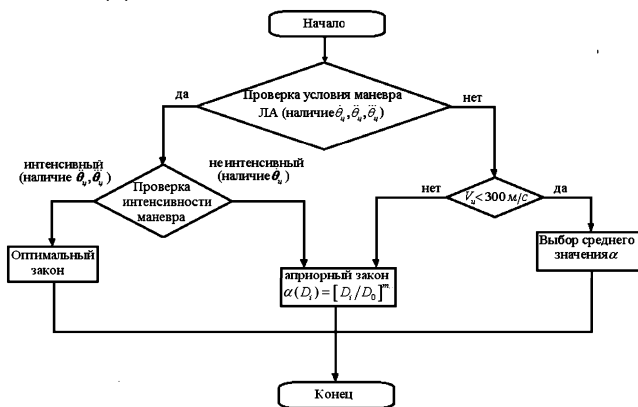 Начало
Проверка условия маневра
ЛА (наличие θ̇ц, θ̈ц, θ⃛ц)
да
нет
интенсивный
(наличие θ̈ц, θ⃛ц)
не интенсивный
(наличие θ̇ц)
Проверка
интенсивности
маневра
нет
Vц<300 м/с
да
Оптимальный
закон
априорный закон
α(Di)=[Di/D0]^m
Выбор среднего
значения α
Конец